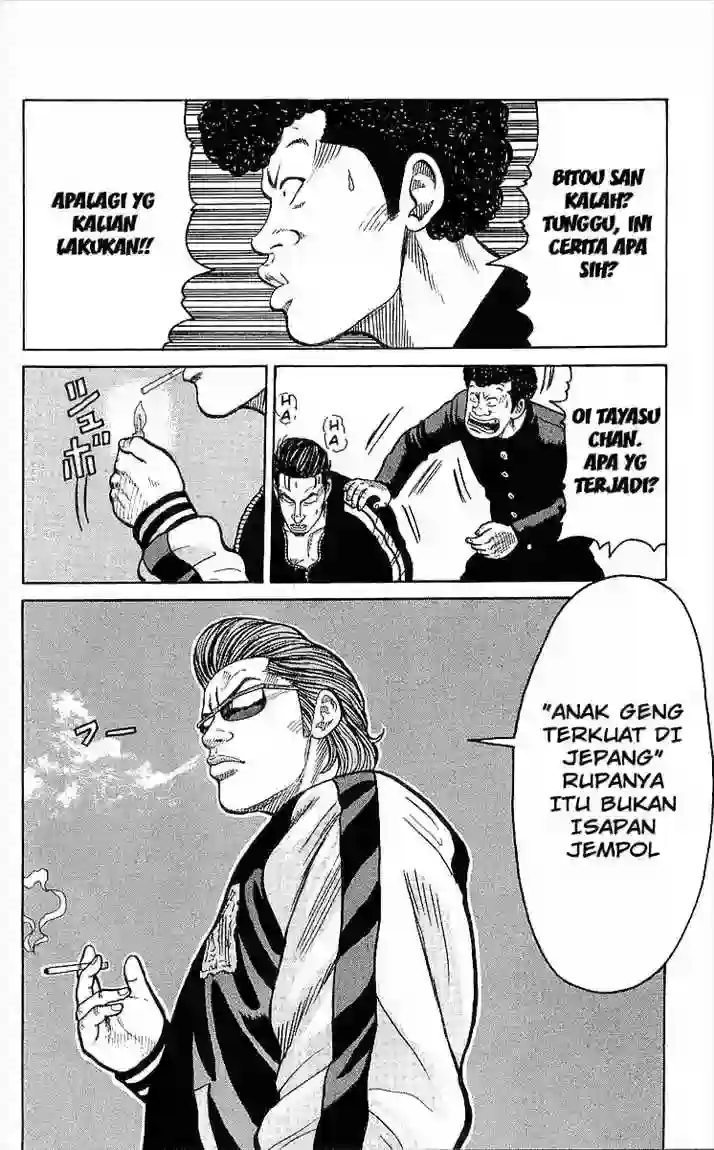 BITOU SAN
KALAH?
TUNGGU, INI
CERITA APA
SIH?
APALAGI YG
KALIAN
LAKUKAN!!
OI TAYASU
CHAN.
APA YG
TERJADI?
HA
HA
ジュボ
フー
"ANAK GENG
TERKUAT DI
JEPANG"
RUPANYA
ITU BUKAN
ISAPAN
JEMPOL